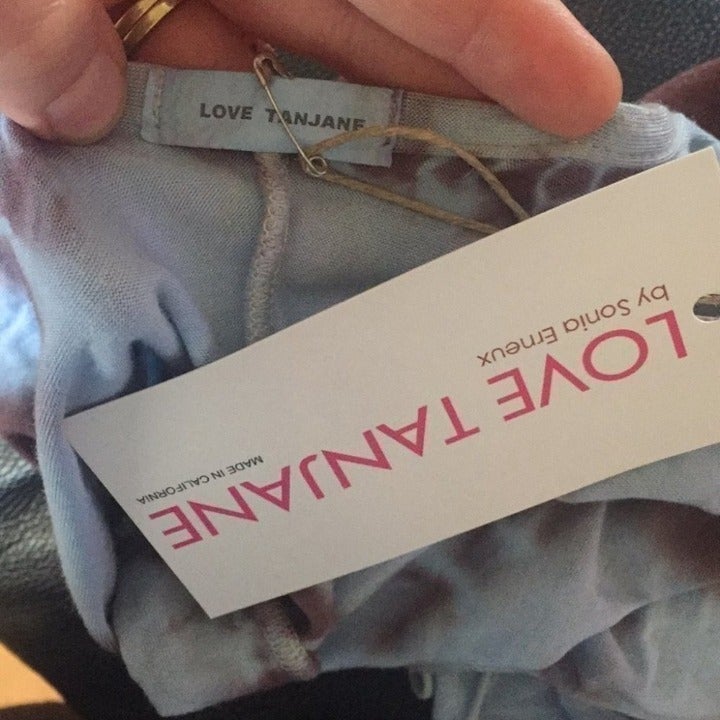 LOVE TANJANE
LOVE TANJANE
by Sonia Erneux
MADE IN CALIFORNIA